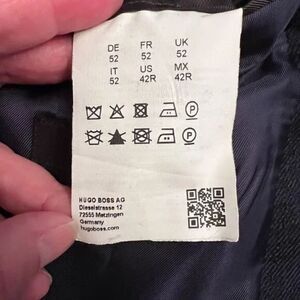 DE FR UK
52 52 52
IT US MX
52 42R 42R
P
P
HUGO BOSS AG
Dieselstrasse 12
72555 Metzingen
Germany
hugoboss.com